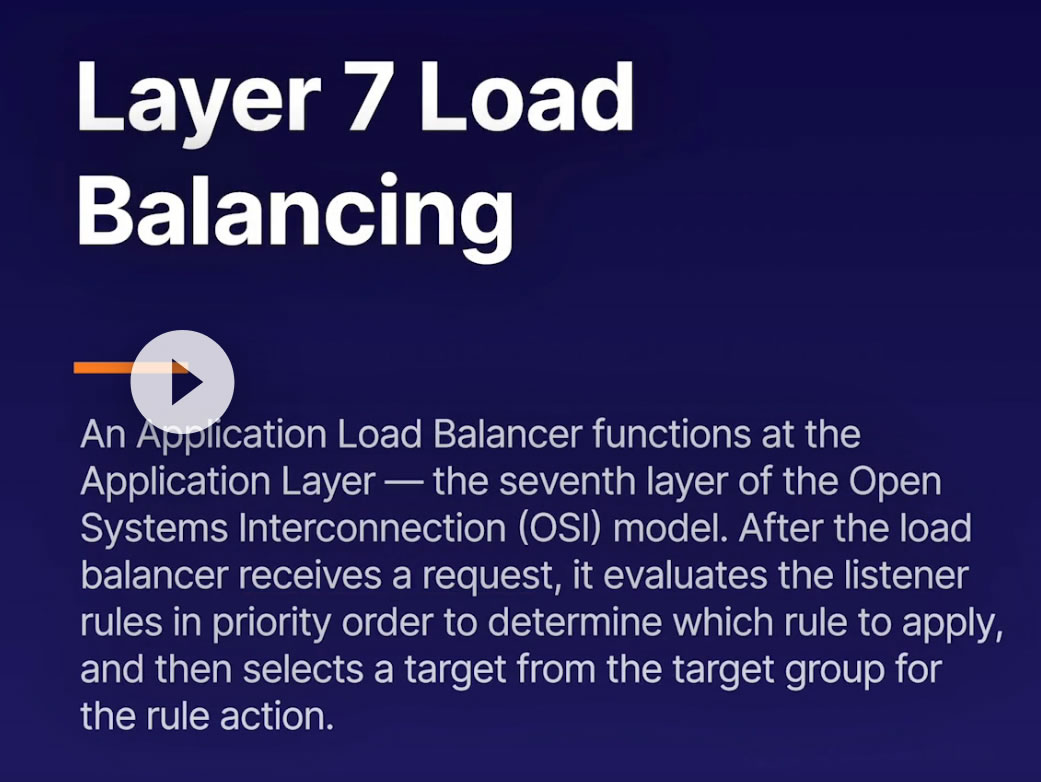 Layer 7 Load
Balancing
An Application Load Balancer functions at the
Application Layer — the seventh layer of the Open
Systems Interconnection (OSI) model. After the load
balancer receives a request, it evaluates the listener
rules in priority order to determine which rule to apply,
and then selects a target from the target group for
the rule action.